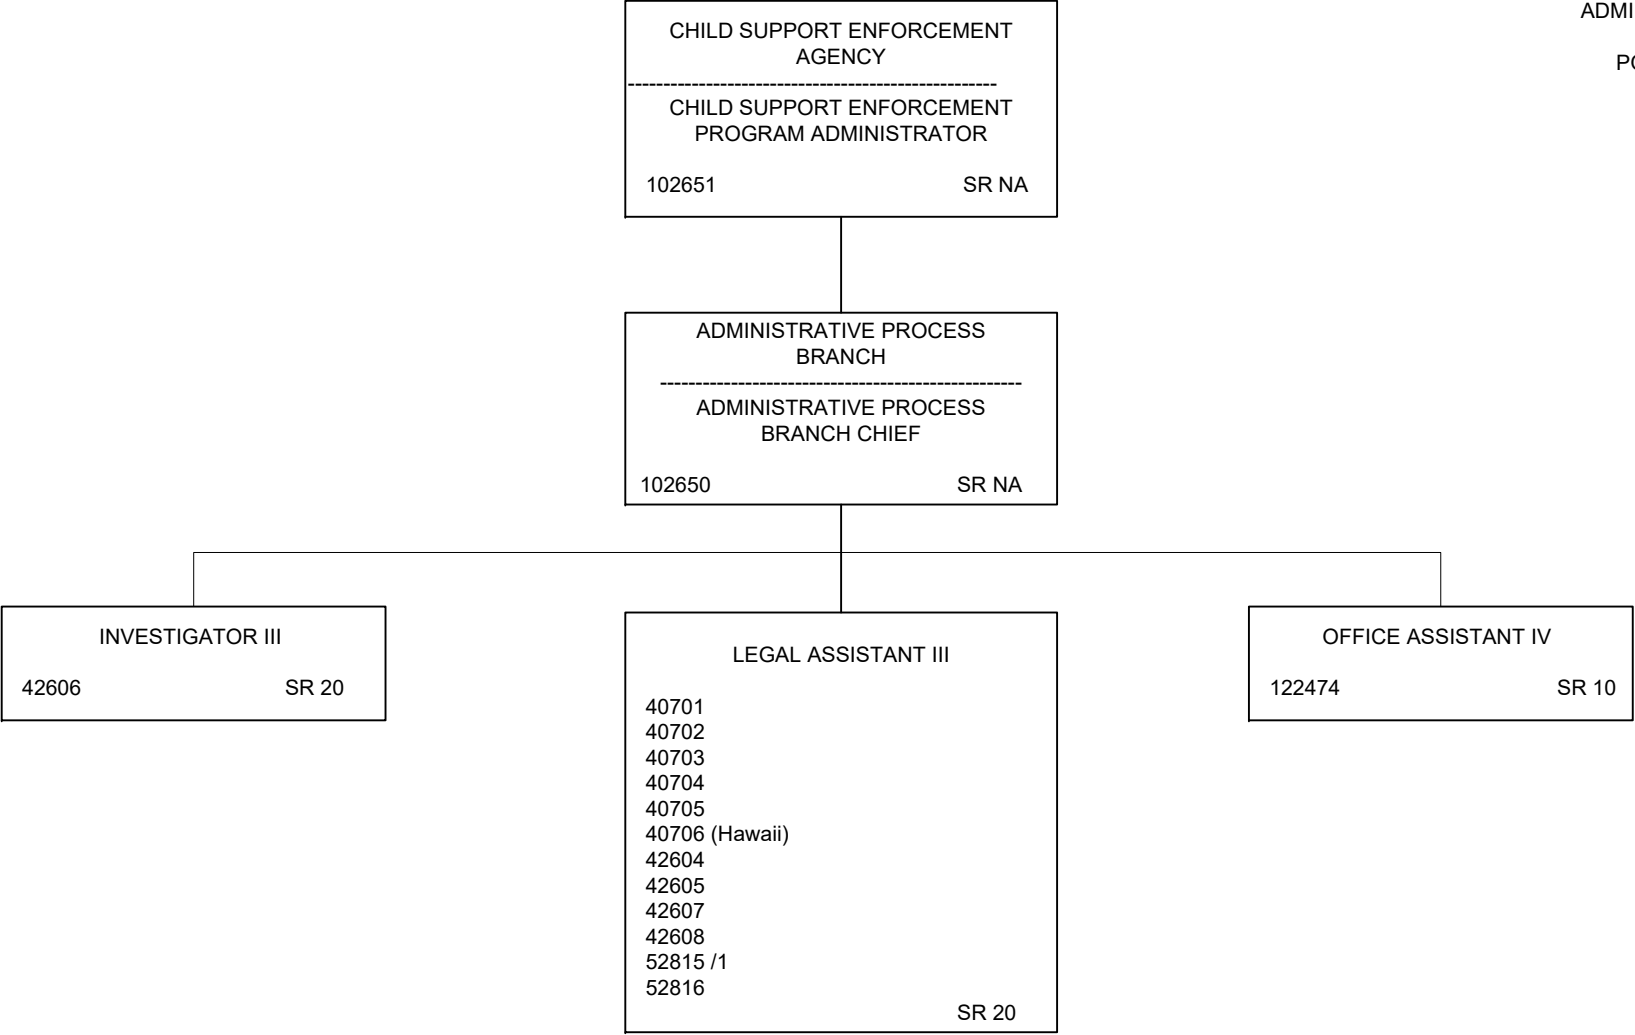 CHILD SUPPORT ENFORCEMENT
AGENCY
----------------------------------------------------
CHILD SUPPORT ENFORCEMENT
PROGRAM ADMINISTRATOR
102651 SR NA
ADMINISTRATIVE PROCESS
BRANCH
---------------------------------------------------
ADMINISTRATIVE PROCESS
BRANCH CHIEF
102650 SR NA
INVESTIGATOR III
42606 SR 20
LEGAL ASSISTANT III
40701
40702
40703
40704
40705
40706 (Hawaii)
42604
42605
42607
42608
52815 /1
52816
SR 20
OFFICE ASSISTANT IV
122474 SR 10